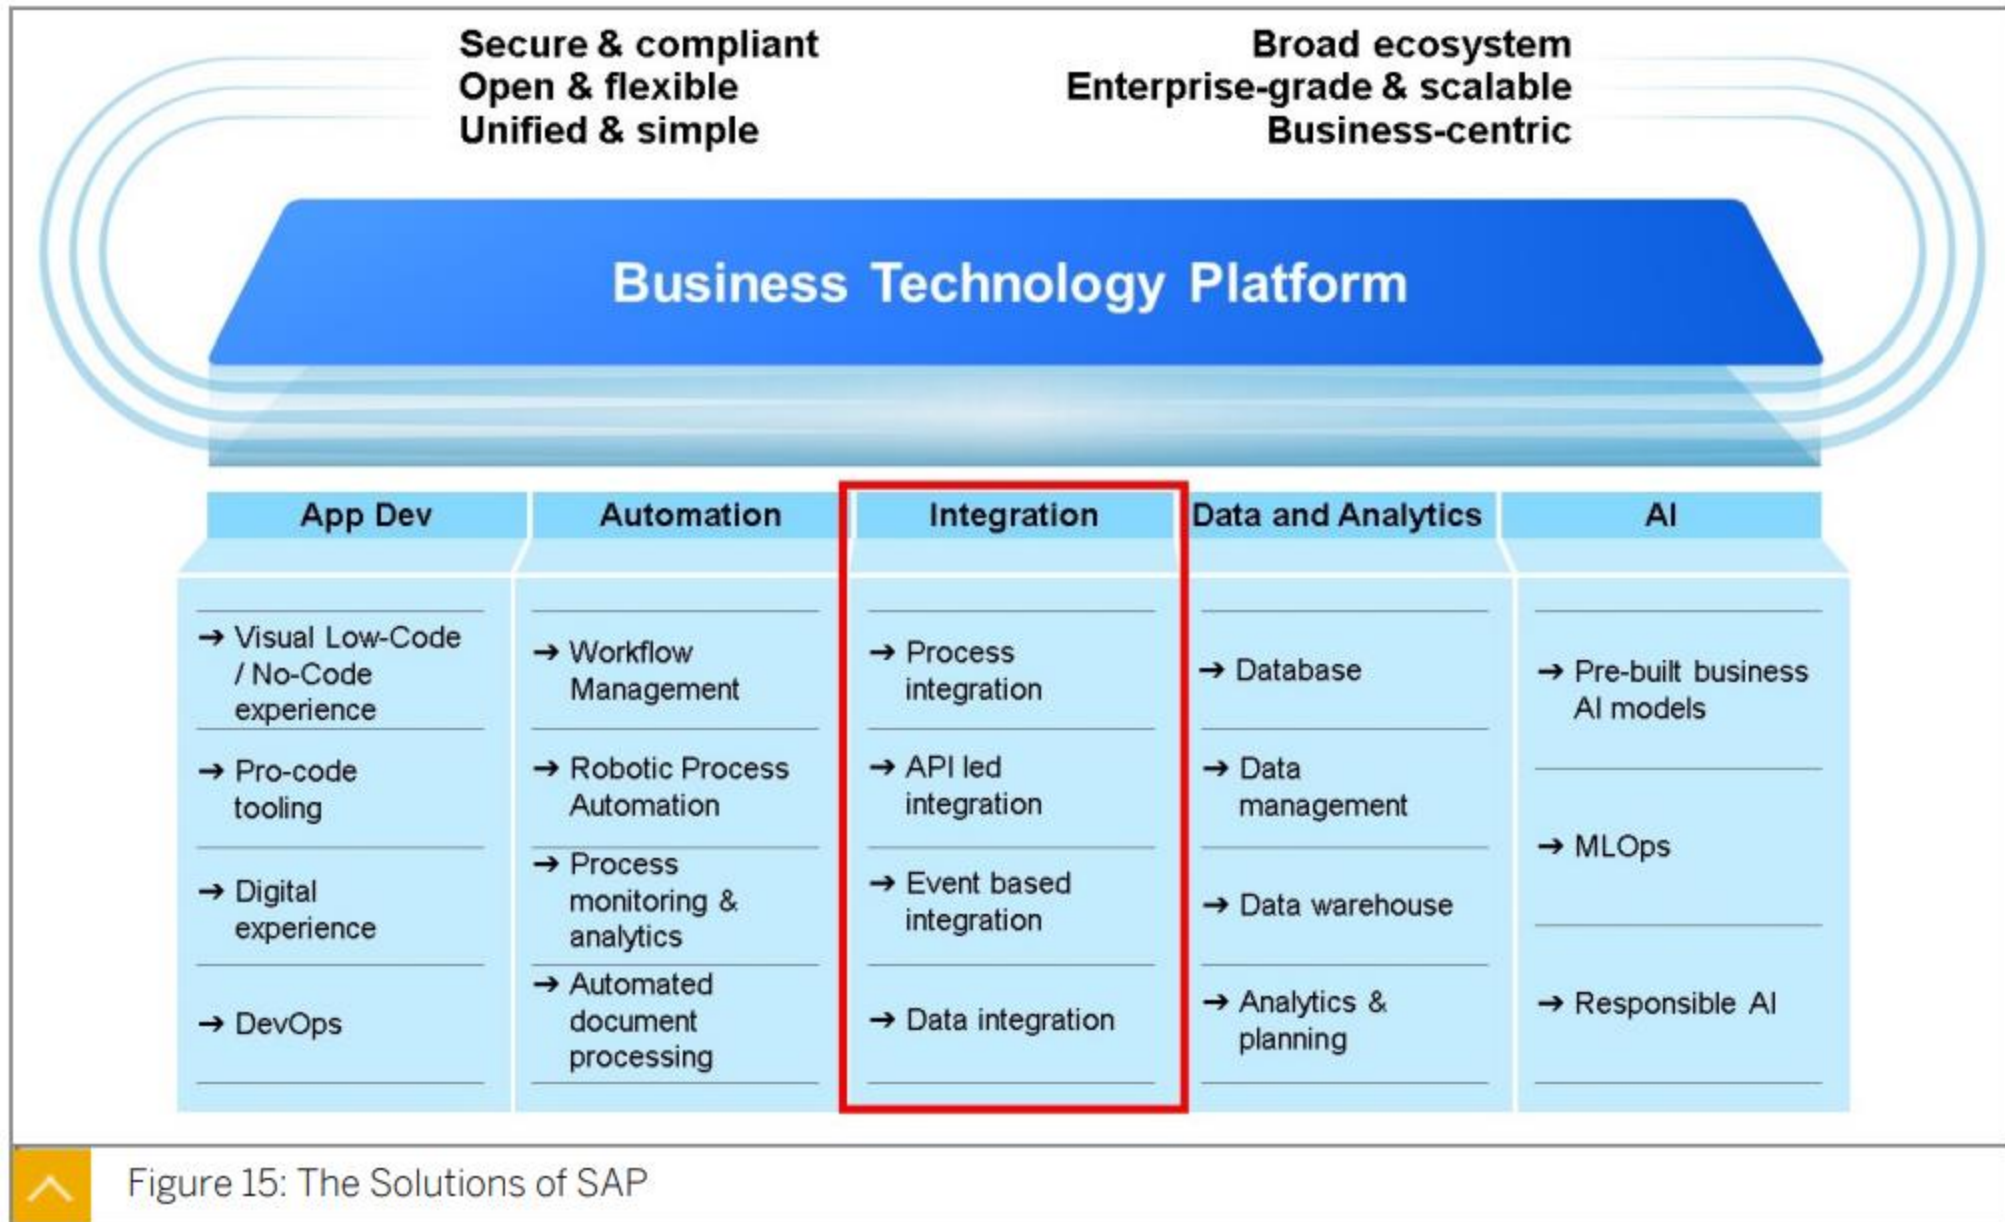 Secure & compliant
Open & flexible
Unified & simple
Broad ecosystem
Enterprise-grade & scalable
Business-centric
Business Technology Platform
App Dev
→ Visual Low-Code
/ No-Code
experience
→ Pro-code
tooling
→ Digital
experience
→ DevOps
Automation
→ Workflow
Management
→ Robotic Process
Automation
→ Process
monitoring &
analytics
→ Automated
document
processing
Integration
→ Process
integration
→ API led
integration
→ Event based
integration
→ Data integration
Data and Analytics
→ Database
→ Data
management
→ Data warehouse
→ Analytics &
planning
AI
→ Pre-built business
AI models
→ MLOps
→ Responsible AI
Figure 15: The Solutions of SAP